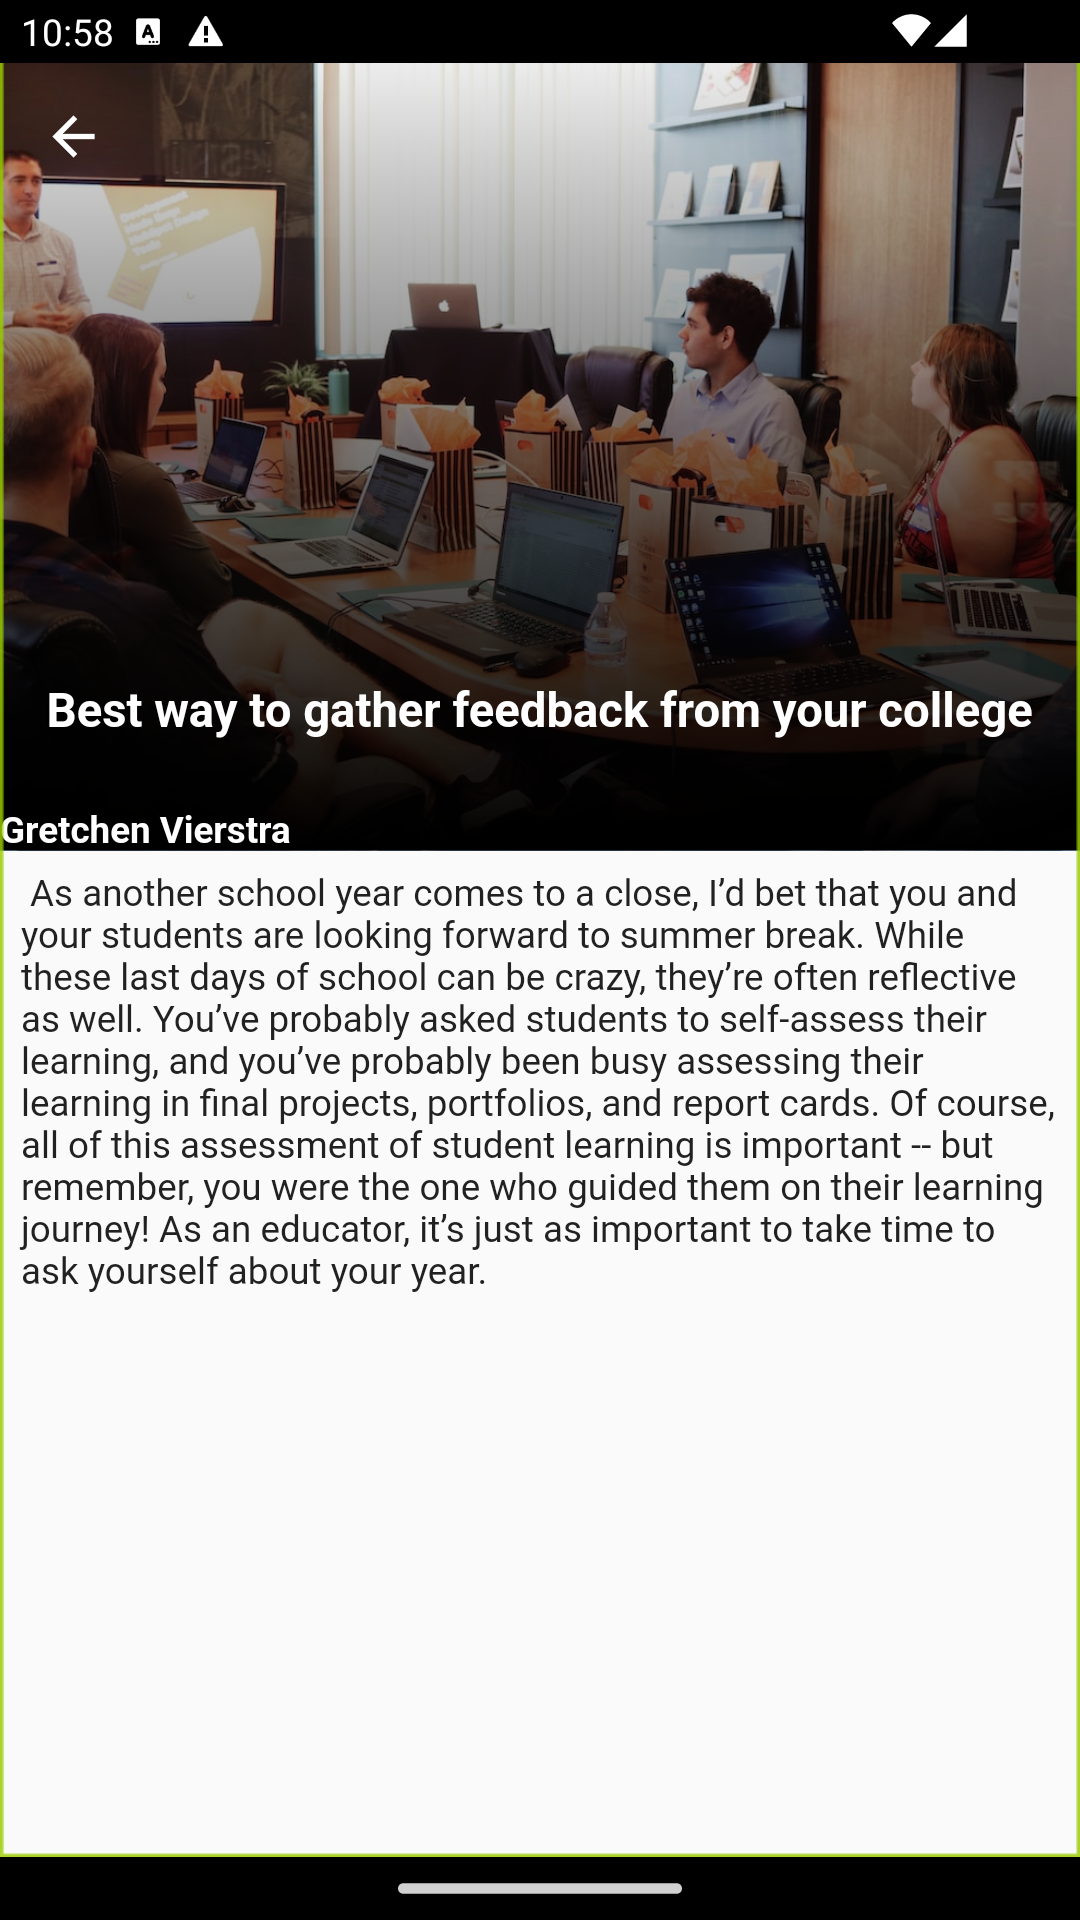 10:58
Best way to gather feedback from your college
Gretchen Vierstra
As another school year comes to a close, I’d bet that you and
your students are looking forward to summer break. While
these last days of school can be crazy, they’re often reflective
as well. You’ve probably asked students to self-assess their
learning, and you’ve probably been busy assessing their
learning in final projects, portfolios, and report cards. Of course,
all of this assessment of student learning is important -- but
remember, you were the one who guided them on their learning
journey! As an educator, it’s just as important to take time to
ask yourself about your year.